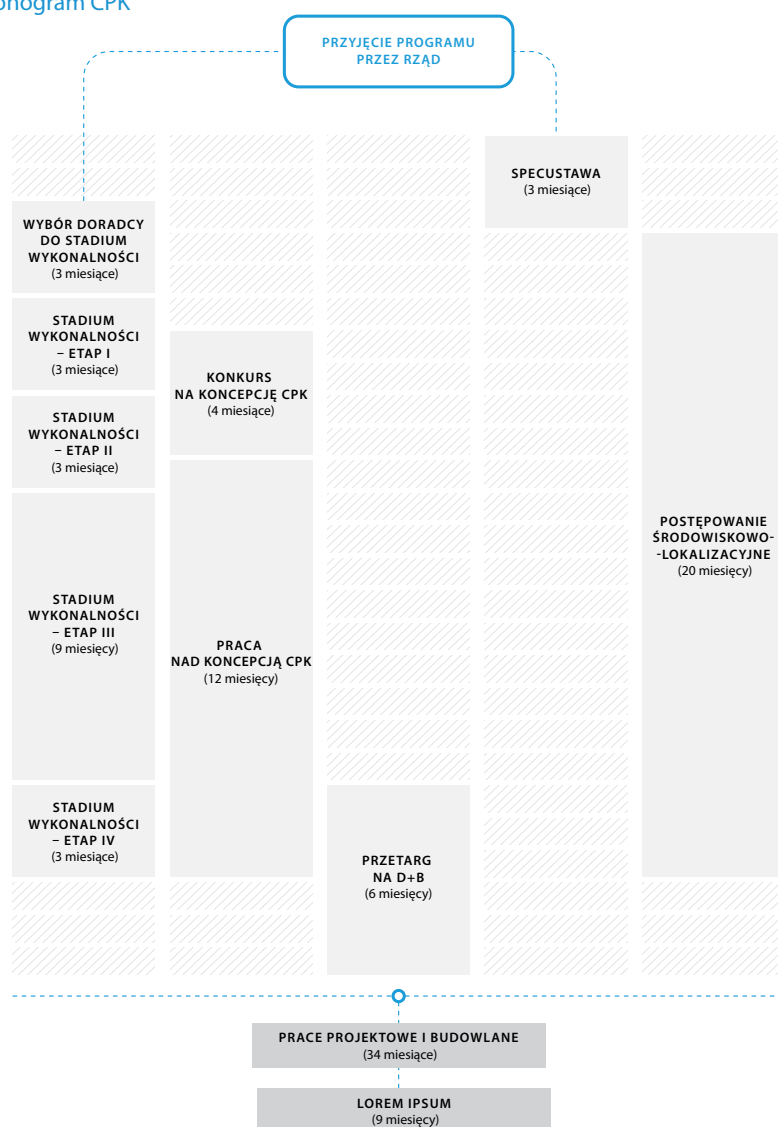 onogram CPK
PRZYJĘCIE PROGRAMU
PRZEZ RZĄD
SPECUSTAWA
(3 miesiące)
WYBÓR DORADCY
DO STADIUM
WYKONALNOŚCI
(3 miesiące)
STADIUM
WYKONALNOŚCI
– ETAP I
(3 miesiące)
KONKURS
NA KONCEPCJĘ CPK
(4 miesiące)
STADIUM
WYKONALNOŚCI
– ETAP II
(3 miesiące)
POSTĘPOWANIE
ŚRODOWISKOWO-
-LOKALIZACYJNE
(20 miesięcy)
STADIUM
WYKONALNOŚCI
– ETAP III
(9 miesięcy)
PRACA
NAD KONCEPCJĄ CPK
(12 miesięcy)
STADIUM
WYKONALNOŚCI
– ETAP IV
(3 miesiące)
PRZETARG
NA D+B
(6 miesięcy)
PRACE PROJEKTOWE I BUDOWLANE
(34 miesiące)
LOREM IPSUM
(9 miesięcy)